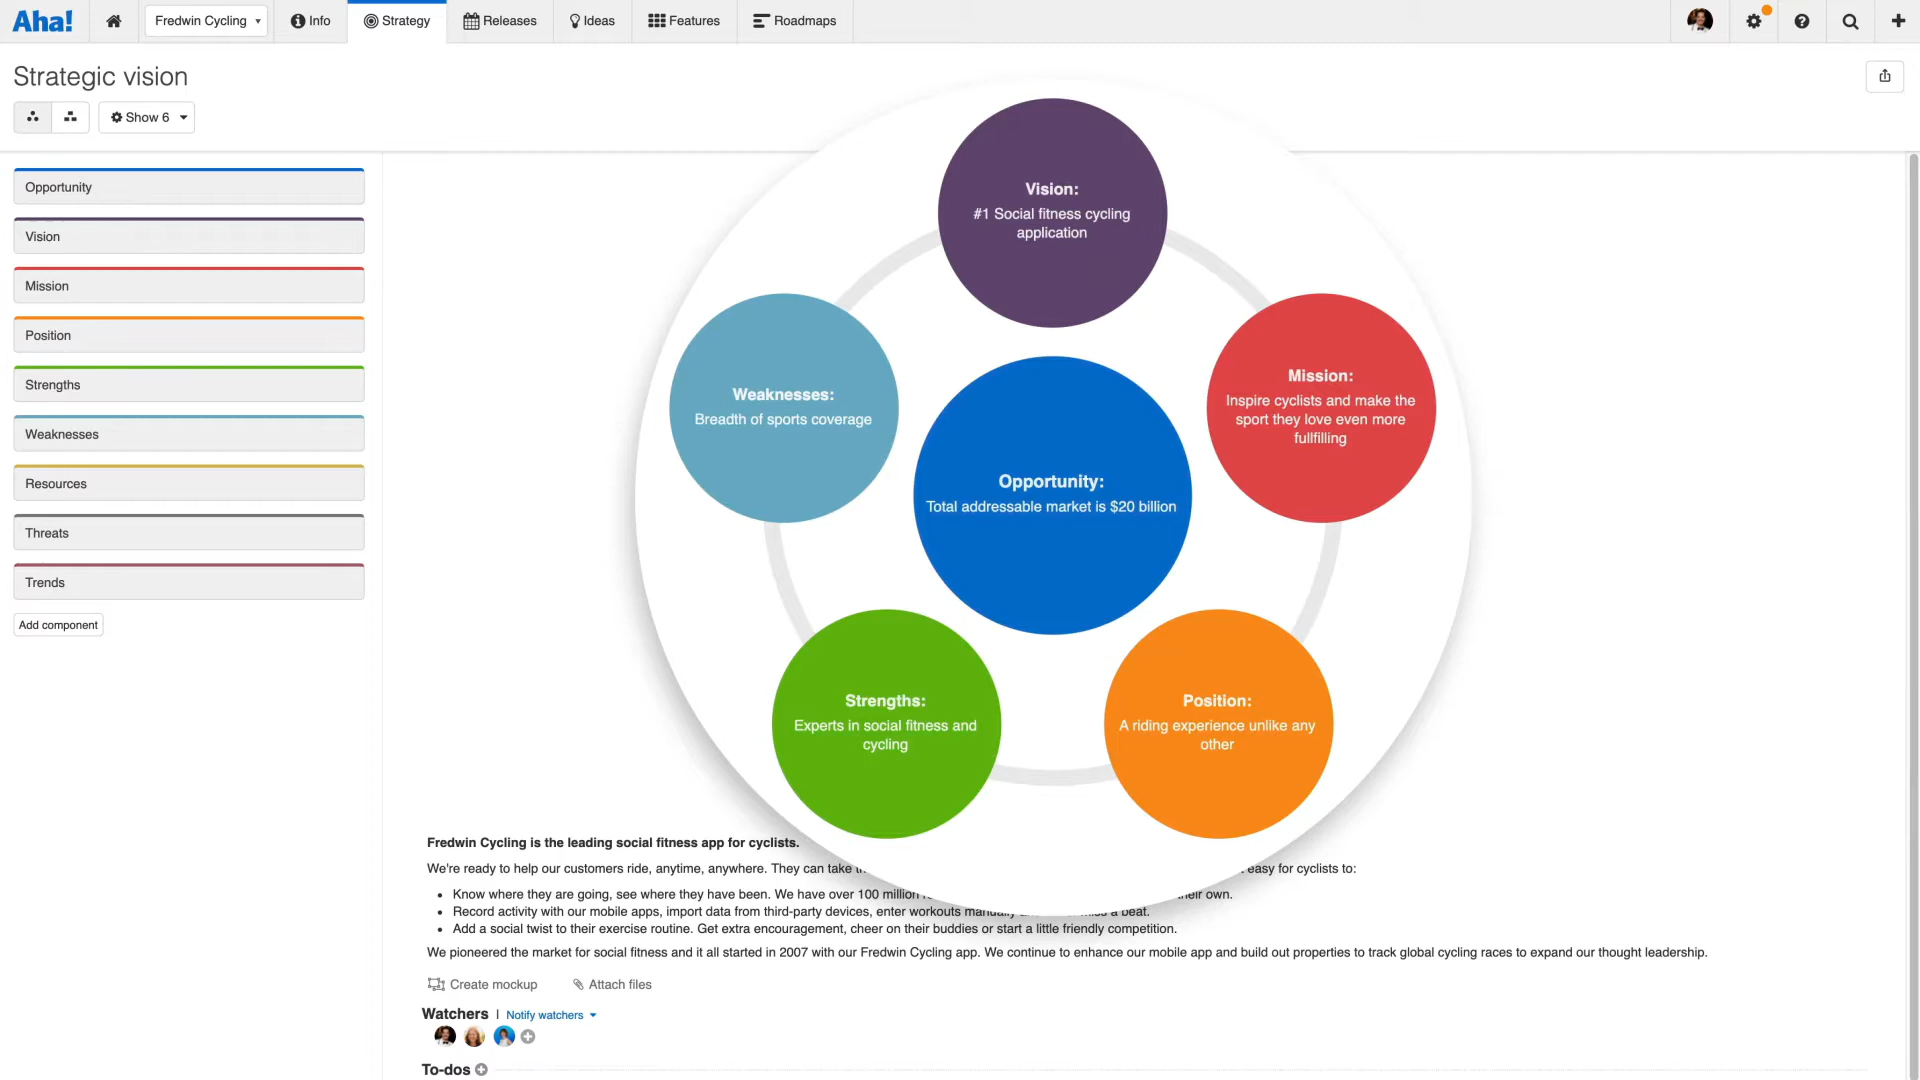 Aha!
Fredwin Cycling
Info
Strategy
Releases
Ideas
Features
Roadmaps
Strategic vision
Show 6
Opportunity
Vision
Mission
Position
Strengths
Weaknesses
Resources
Threats
Trends
Add component
Vision:
#1 Social fitness cycling
application
Weaknesses:
Breadth of sports coverage
Mission:
Inspire cyclists and make the
sport they love even more
fullfilling
Opportunity:
Total addressable market is $20 billion
Strengths:
Experts in social fitness and
cycling
Position:
A riding experience unlike any
other
Fredwin Cycling is the leading social fitness app for cyclists.
We're ready to help our customers ride, anytime, anywhere. They can take easy for cyclists to:
Know where they are going, see where they have been. We have over 100 million their own.
Record activity with our mobile apps, import data from third-party devices, enter workouts manually miss a beat.
Add a social twist to their exercise routine. Get extra encouragement, cheer on their buddies or start a little friendly competition.
We pioneered the market for social fitness and it all started in 2007 with our Fredwin Cycling app. We continue to enhance our mobile app and build out properties to track global cycling races to expand our thought leadership.
Create mockup
Attach files
Watchers | Notify watchers
To-dos